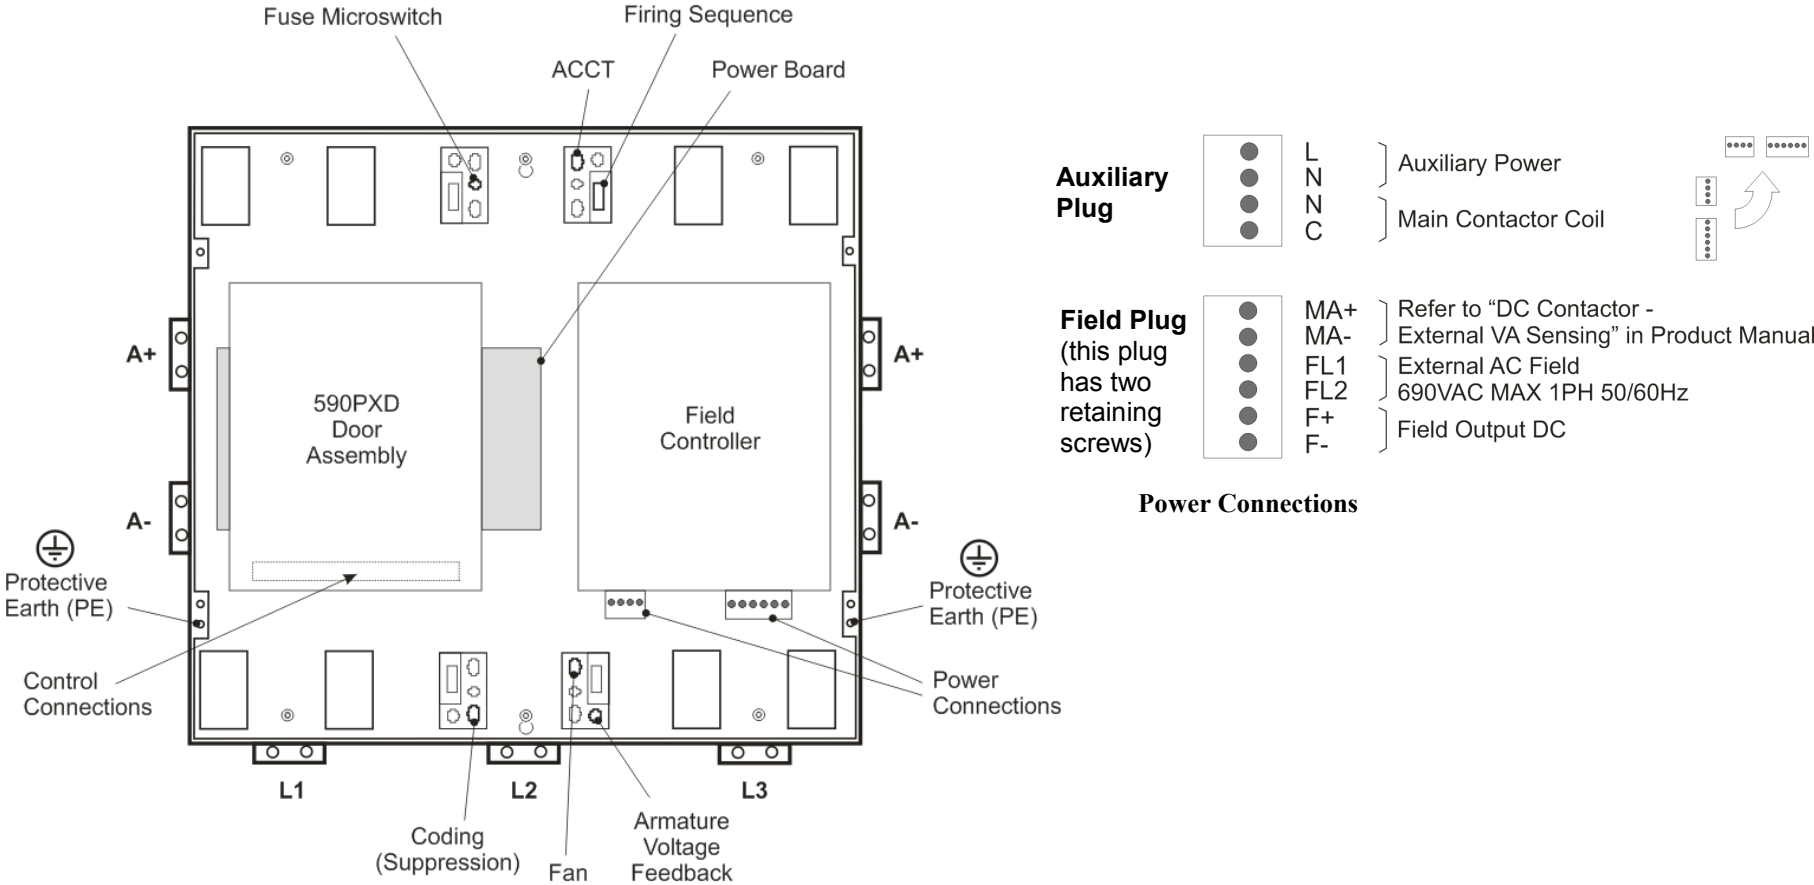 Fuse Microswitch
Firing Sequence
ACCT
Power Board
A+
A+
590PXD
Door
Assembly
Field
Controller
A-
A-
Protective
Earth (PE)
Protective
Earth (PE)
Control
Connections
Power
Connections
L1
L2
L3
Coding
(Suppression)
Fan
Armature
Voltage
Feedback
Auxiliary
Plug
L
N
N
C
Auxiliary Power
Main Contactor Coil
Field Plug
(this plug
has two
retaining
screws)
MA+
MA-
FL1
FL2
F+
F-
Refer to “DC Contactor -
External VA Sensing” in Product Manual
External AC Field
690VAC MAX 1PH 50/60Hz
Field Output DC
Power Connections